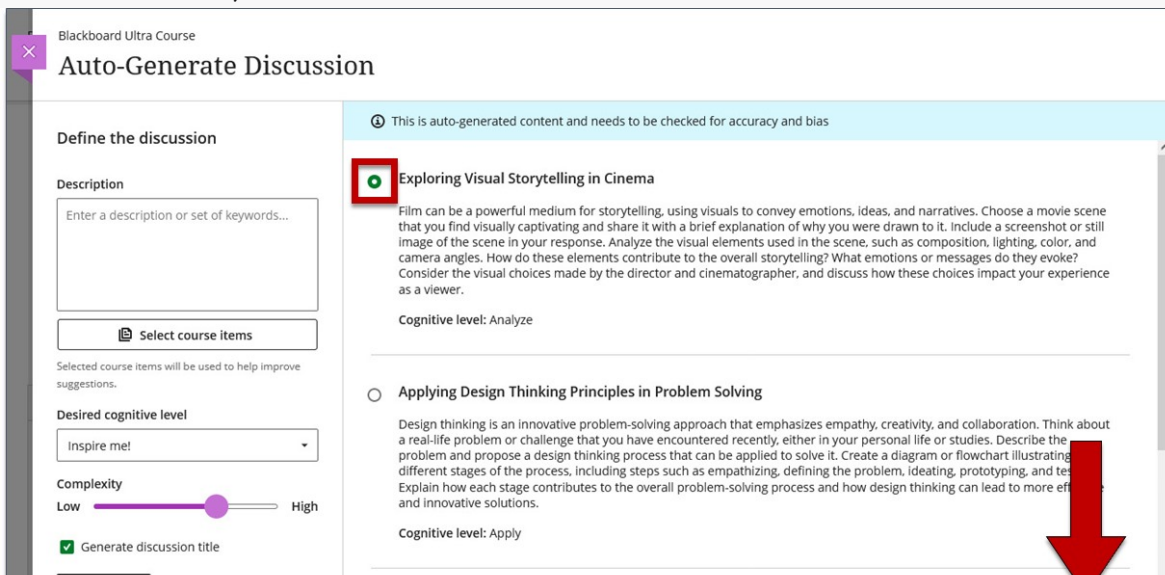 Blackboard Ultra Course
Auto-Generate Discussion
Define the discussion
Description
Enter a description or set of keywords...
Select course items
Selected course items will be used to help improve
suggestions.
Desired cognitive level
Inspire me!
Complexity
Low High
Generate discussion title
This is auto-generated content and needs to be checked for accuracy and bias
Exploring Visual Storytelling in Cinema
Film can be a powerful medium for storytelling, using visuals to convey emotions, ideas, and narratives. Choose a movie scene
that you find visually captivating and share it with a brief explanation of why you were drawn to it. Include a screenshot or still
image of the scene in your response. Analyze the visual elements used in the scene, such as composition, lighting, color, and
camera angles. How do these elements contribute to the overall storytelling? What emotions or messages do they evoke?
Consider the visual choices made by the director and cinematographer, and discuss how these choices impact your experience
as a viewer.
Cognitive level: Analyze
Applying Design Thinking Principles in Problem Solving
Design thinking is an innovative problem-solving approach that emphasizes empathy, creativity, and collaboration. Think about
a real-life problem or challenge that you have encountered recently, either in your personal life or studies. Describe the
problem and propose a design thinking process that can be applied to solve it. Create a diagram or flowchart illustrating
different stages of the process, including steps such as empathizing, defining the problem, ideating, prototyping, and
Explain how each stage contributes to the overall problem-solving process and how design thinking can lead to more
and innovative solutions.
Cognitive level: Apply